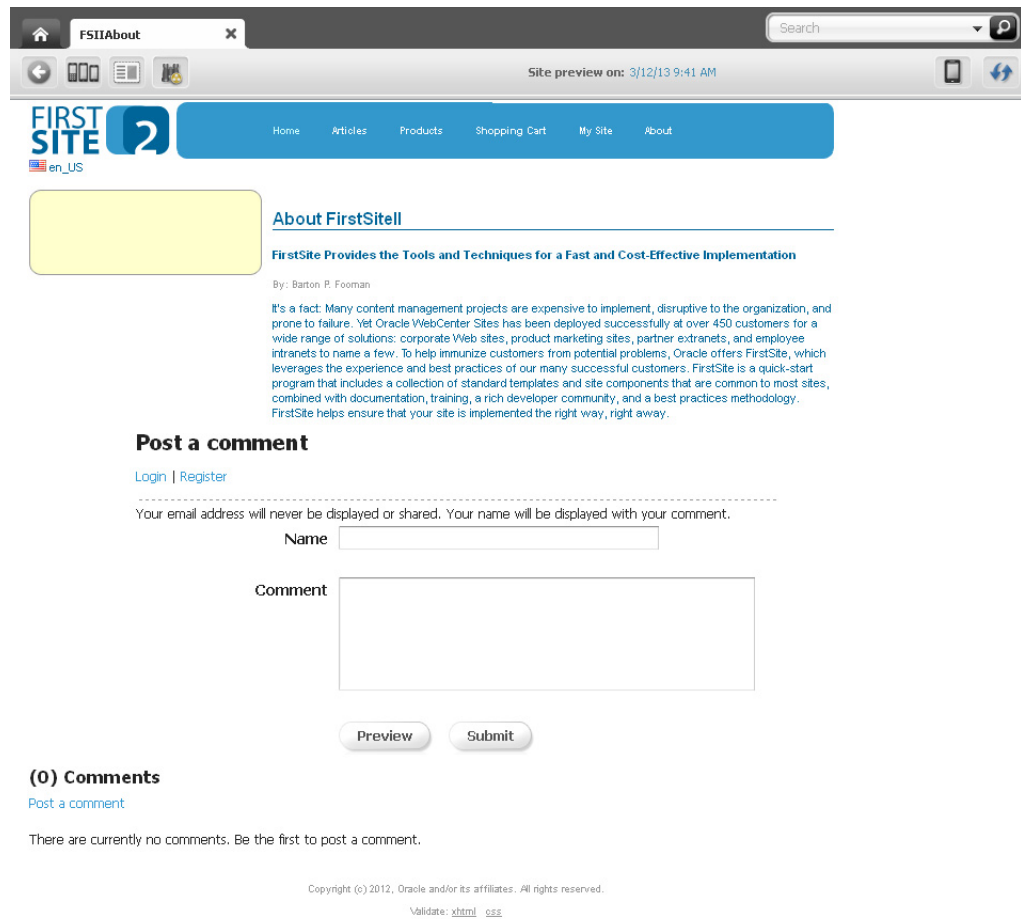 FSIIAbout
Search
Site preview on: 3/12/13 9:41 AM
FIRST
SITE 2
Home Articles Products Shopping Cart My Site About
en_US
About FirstSiteII
FirstSite Provides the Tools and Techniques for a Fast and Cost-Effective Implementation
By: Barton P. Fooman
It's a fact: Many content management projects are expensive to implement, disruptive to the organization, and
prone to failure. Yet Oracle WebCenter Sites has been deployed successfully at over 450 customers for a
wide range of solutions: corporate Web sites, product marketing sites, partner extranets, and employee
intranets to name a few. To help immunize customers from potential problems, Oracle offers FirstSite, which
leverages the experience and best practices of our many successful customers. FirstSite is a quick-start
program that includes a collection of standard templates and site components that are common to most sites,
combined with documentation, training, a rich developer community, and a best practices methodology.
FirstSite helps ensure that your site is implemented the right way, right away.
Post a comment
Login | Register
Your email address will never be displayed or shared. Your name will be displayed with your comment.
Name
Comment
Preview Submit
(0) Comments
Post a comment
There are currently no comments. Be the first to post a comment.
Copyright (c) 2012, Oracle and/or its affiliates. All rights reserved.
Validate: xhtml css